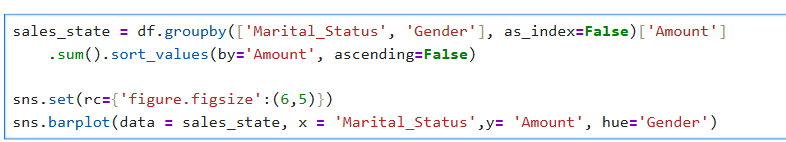 sales_state = df.groupby(['Marital_Status', 'Gender'], as_index=False)['Amount']
    .sum().sort_values(by='Amount', ascending=False)

sns.set(rc={'figure.figsize':(6,5)})
sns.barplot(data = sales_state, x = 'Marital_Status',y= 'Amount', hue='Gender')